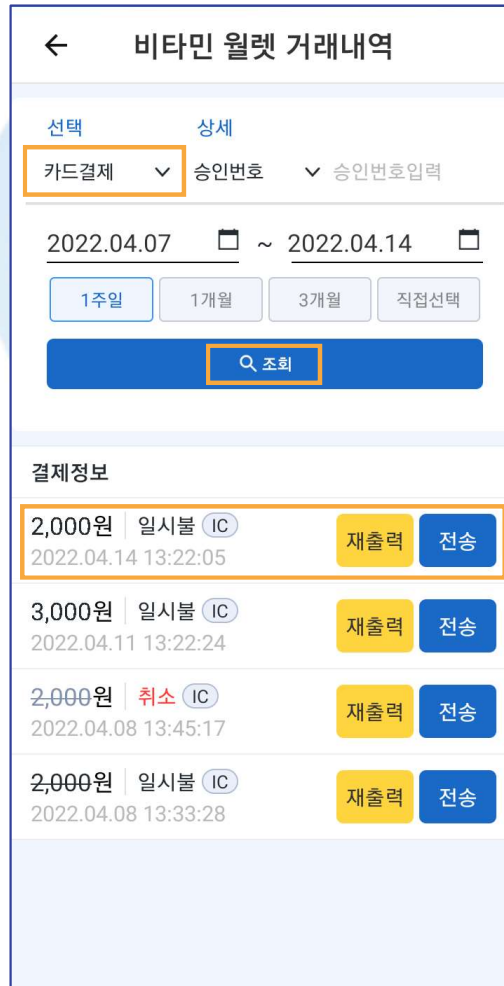 비타민 월렛 거래내역
선택 상세
카드결제 승인번호 승인번호입력
2022.04.07 ~ 2022.04.14
1주일 1개월 3개월 직접선택
조회
결제정보
2,000원 일시불 IC 재출력 전송
2022.04.14 13:22:05
3,000원 일시불 IC 재출력 전송
2022.04.11 13:22:24
2,000원 취소 IC 재출력 전송
2022.04.08 13:45:17
2,000원 일시불 IC 재출력 전송
2022.04.08 13:33:28